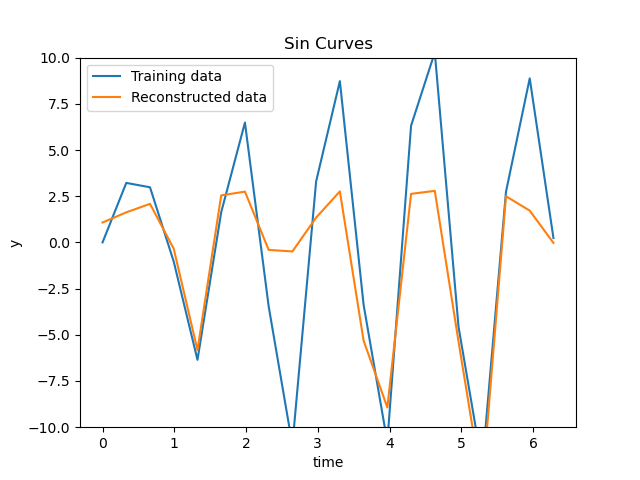 Sin Curves
Training data
Reconstructed data
10.0
7.5
5.0
2.5
0.0
−2.5
−5.0
−7.5
−10.0
y
0 1 2 3 4 5 6
time